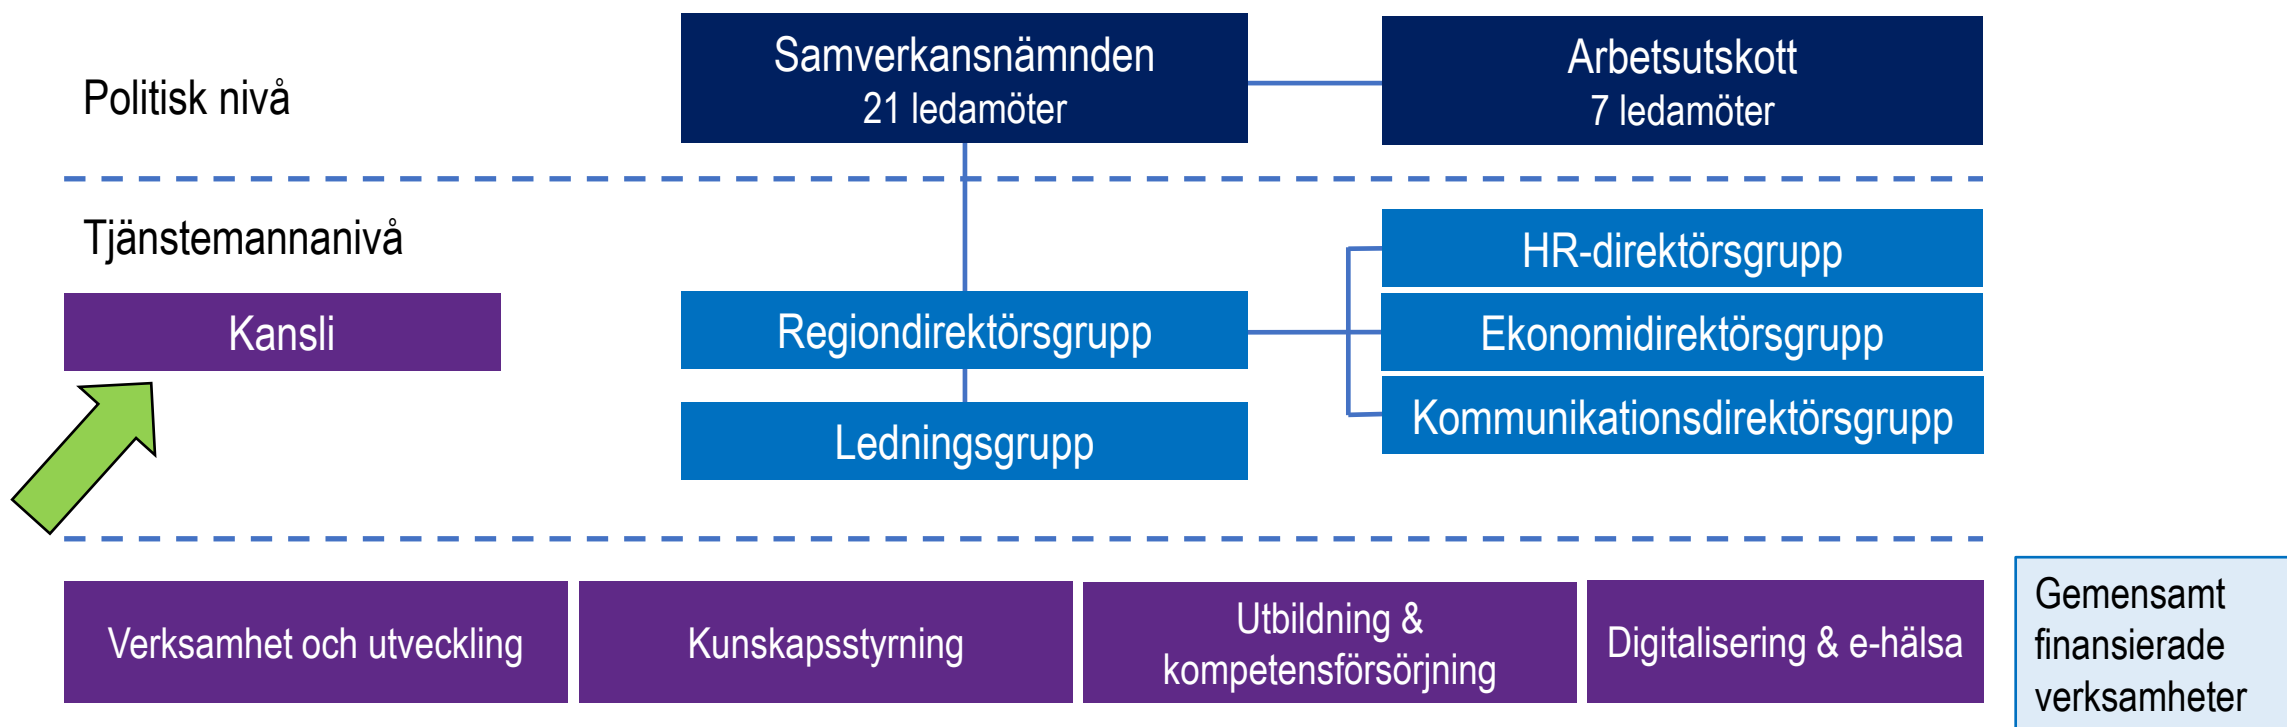 Politisk nivå
Samverkansnämnden
21 ledamöter
Arbetsutskott
7 ledamöter
Tjänstemannanivå
Kansli
Regiondirektörsgrupp
Ledningsgrupp
HR-direktörsgrupp
Ekonomidirektörsgrupp
Kommunikationsdirektörsgrupp
Verksamhet och utveckling
Kunskapsstyrning
Utbildning &
kompetensförsörjning
Digitalisering & e-hälsa
Gemensamt
finansierade
verksamheter